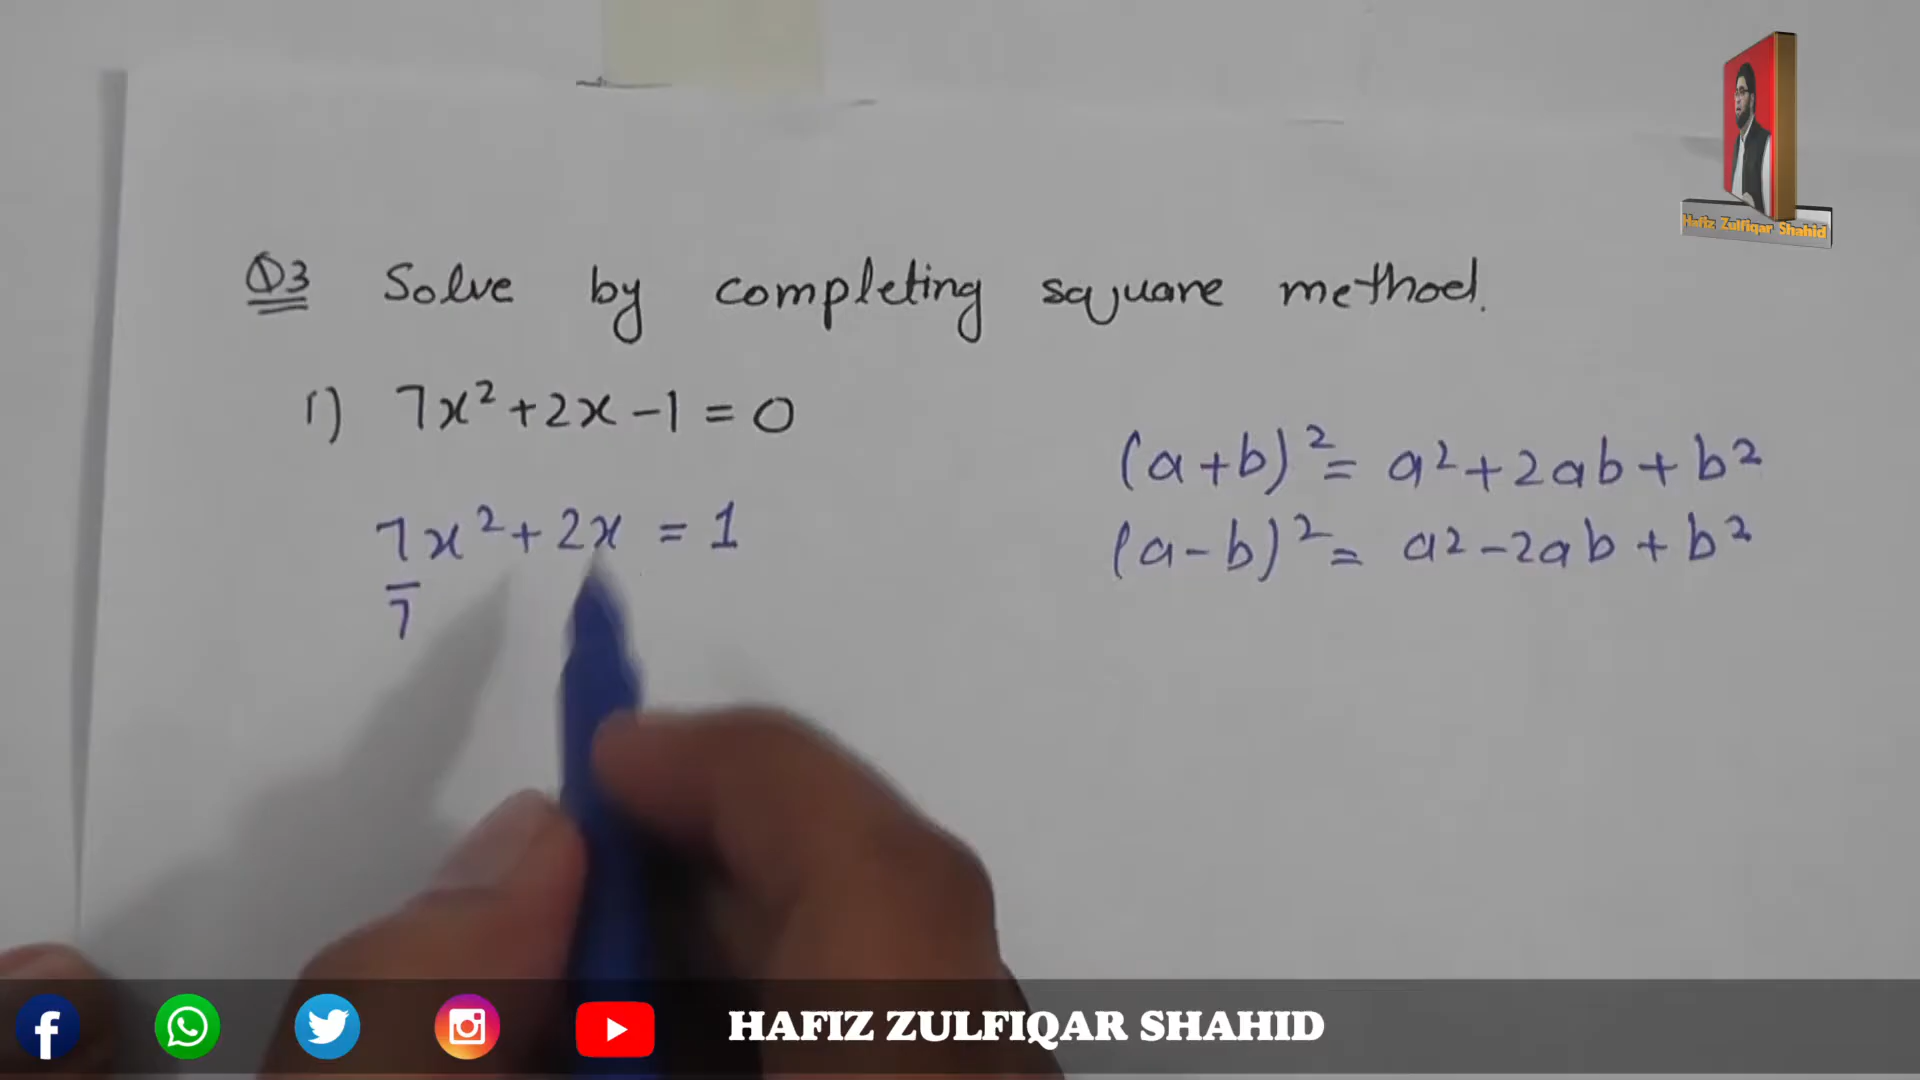 Hafiz Zulfiqar Shahid
Q3 Solve by completing square method.
1) 7x² + 2x - 1 = 0
(a+b)² = a² + 2ab + b²
7x² + 2x = 1
7
(a-b)² = a² - 2ab + b²
HAFIZ ZULFIQAR SHAHID